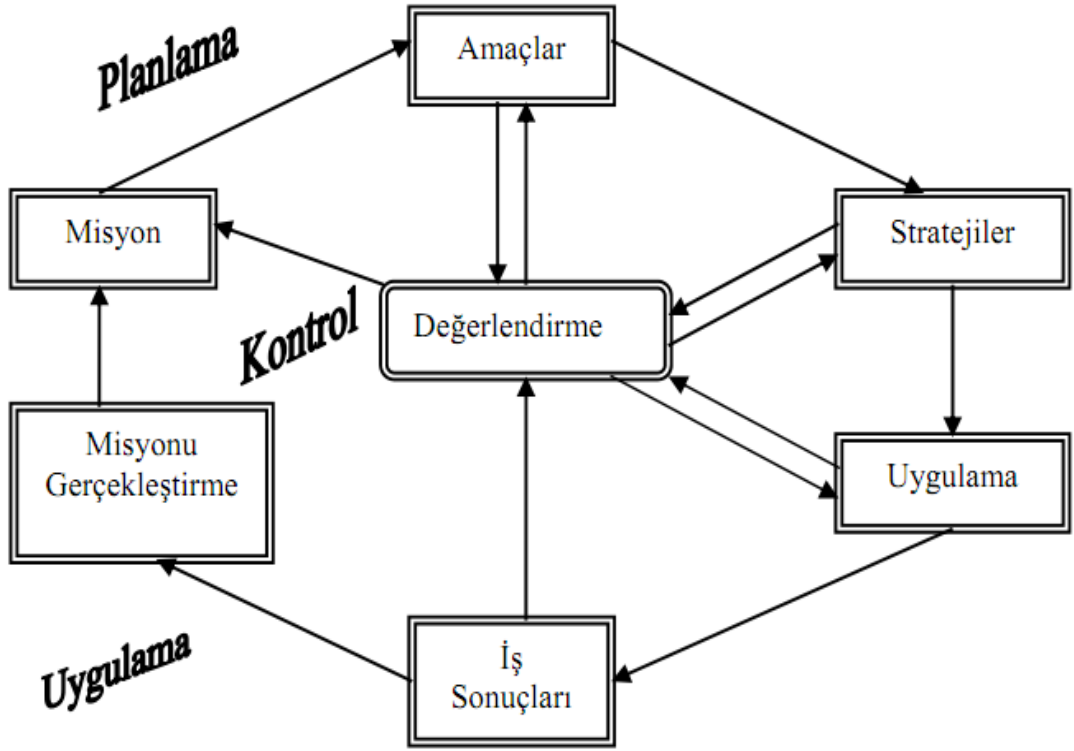 Planlama
Amaçlar
Misyon
Stratejiler
Kontrol
Değerlendirme
Misyonu
Gerçekleştirme
Uygulama
Uygulama
İş
Sonuçları